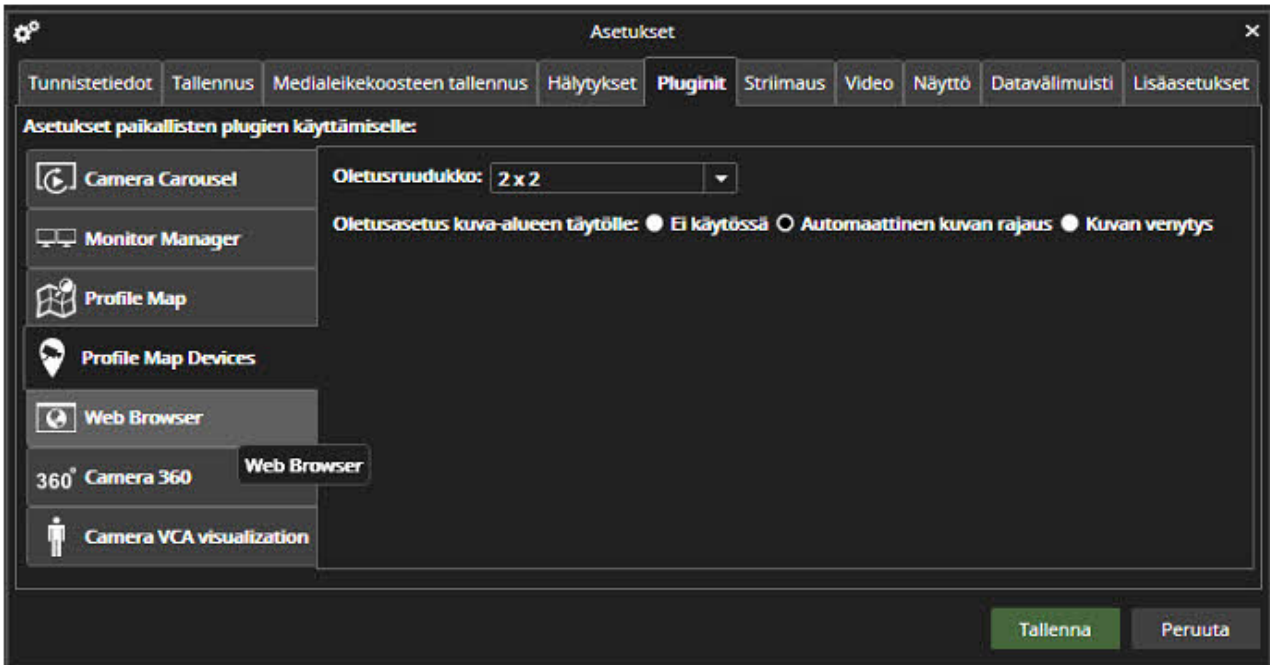 Asetukset
Tunnistetiedot Tallennus Medialeikekoosteen tallennus Hälytykset Pluginit Striimaus Video Näyttö Datavälimuisti Lisäasetukset
Asetukset paikallisten plugien käyttämiselle:
Camera Carousel
Oletusruudukko: 2 x 2
Oletusasetus kuva-alueen täytölle: Ei käytössä Automaattinen kuvan rajaus Kuvan venytys
Monitor Manager
Profile Map
Profile Map Devices
Web Browser
Web Browser
360° Camera 360
Camera VCA visualization
Tallenna Peruuta